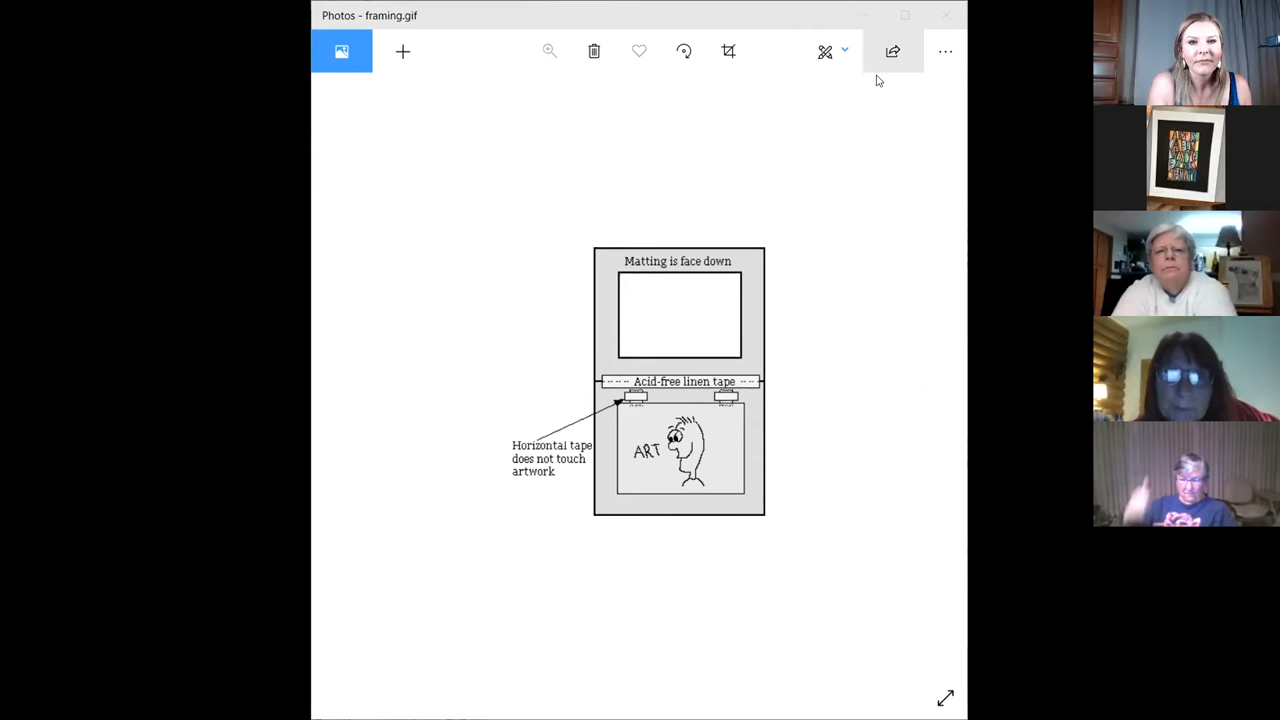 Photos - framing.gif
Matting is face down
Acid-free linen tape
Horizontal tape
does not touch
artwork
ART